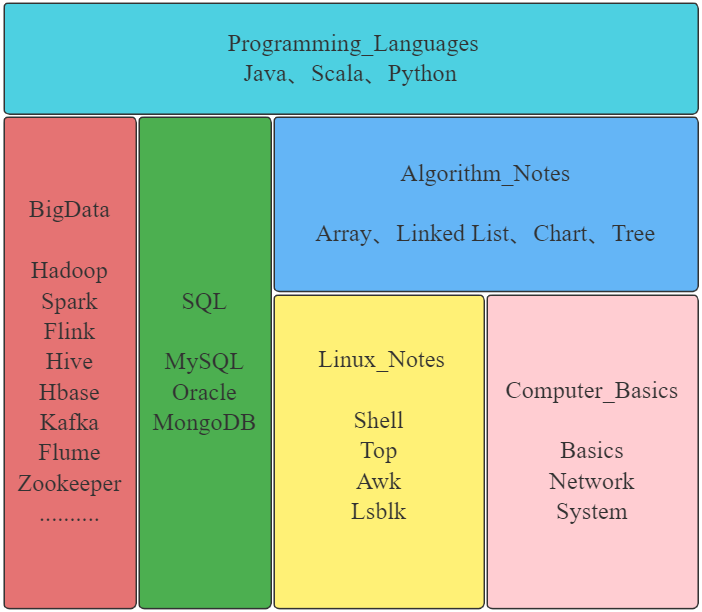 Programming_Languages
Java、Scala、Python
BigData
Hadoop
Spark
Flink
Hive
Hbase
Kafka
Flume
Zookeeper
..........
SQL
MySQL
Oracle
MongoDB
Algorithm_Notes
Array、Linked List、Chart、Tree
Linux_Notes
Shell
Top
Awk
Lsblk
Computer_Basics
Basics
Network
System